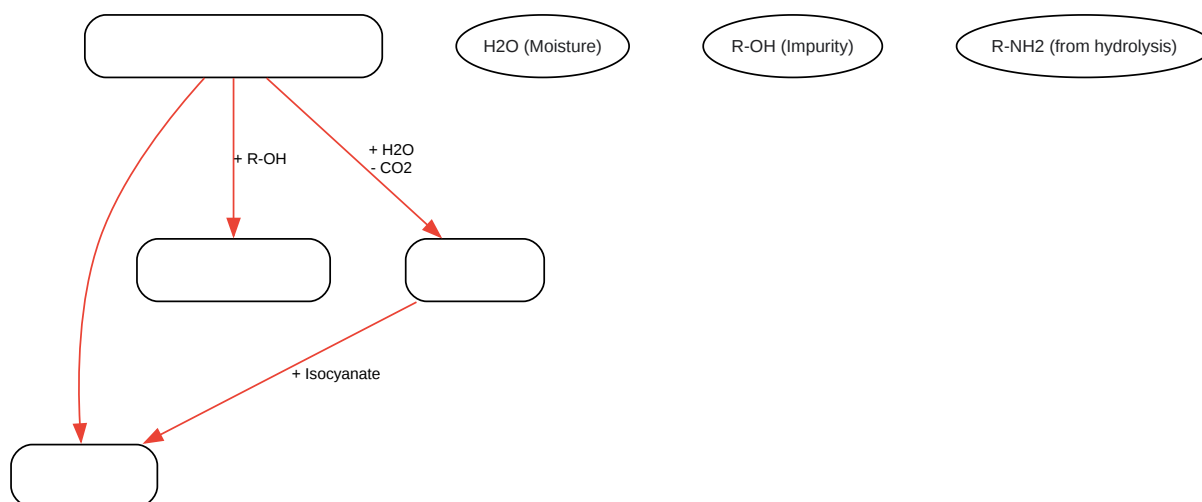 H2O (Moisture)
R-OH (Impurity)
R-NH2 (from hydrolysis)
+ R-OH
+ H2O
- CO2
+ Isocyanate